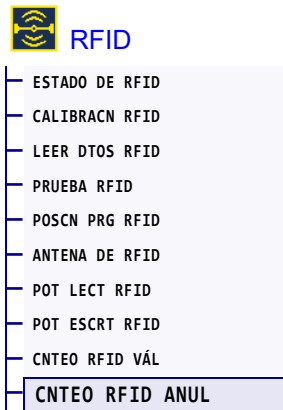 RFID
ESTADO DE RFID
CALIBRACN RFID
LEER DTOS RFID
PRUEBA RFID
POSCN PRG RFID
ANTENA DE RFID
POT LECT RFID
POT ESCRT RFID
CNTEO RFID VÁL
CNTEO RFID ANUL